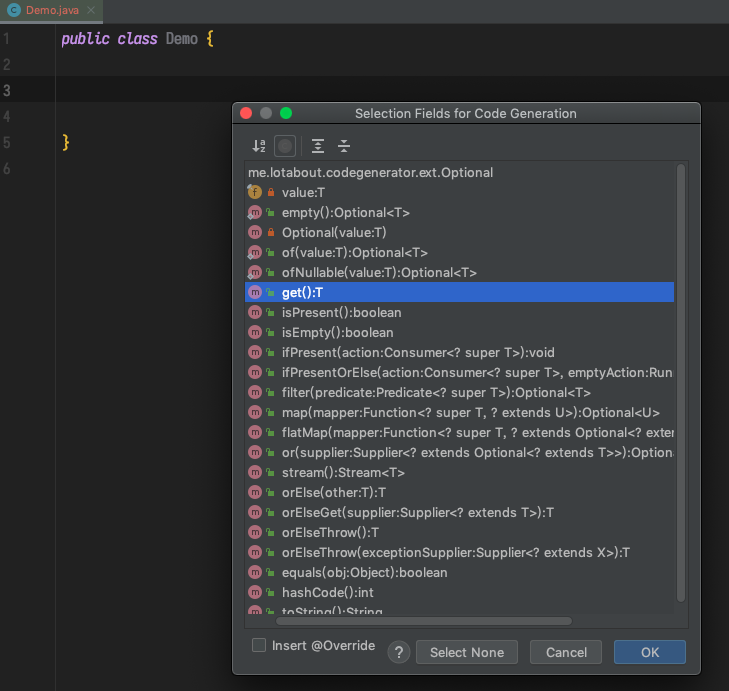 Demo.java
1 public class Demo {
2
3
4
5 }
6
Selection Fields for Code Generation
me.lotabout.codegenerator.ext.Optional
value:T
empty():Optional<T>
Optional(value:T)
of(value:T):Optional<T>
ofNullable(value:T):Optional<T>
get():T
isPresent():boolean
isEmpty():boolean
ifPresent(action:Consumer<? super T>):void
ifPresentOrElse(action:Consumer<? super T>, emptyAction:Run
filter(predicate:Predicate<? super T>):Optional<T>
map(mapper:Function<? super T, ? extends U>):Optional<U>
flatMap(mapper:Function<? super T, ? extends Optional<? exter
or(supplier:Supplier<? extends Optional<? extends T>>):Optiona
stream():Stream<T>
orElse(other:T):T
orElseGet(supplier:Supplier<? extends T>):T
orElseThrow():T
orElseThrow(exceptionSupplier:Supplier<? extends X>):T
equals(obj:Object):boolean
hashCode():int
toString():String
Insert @Override
?
Select None
Cancel
OK